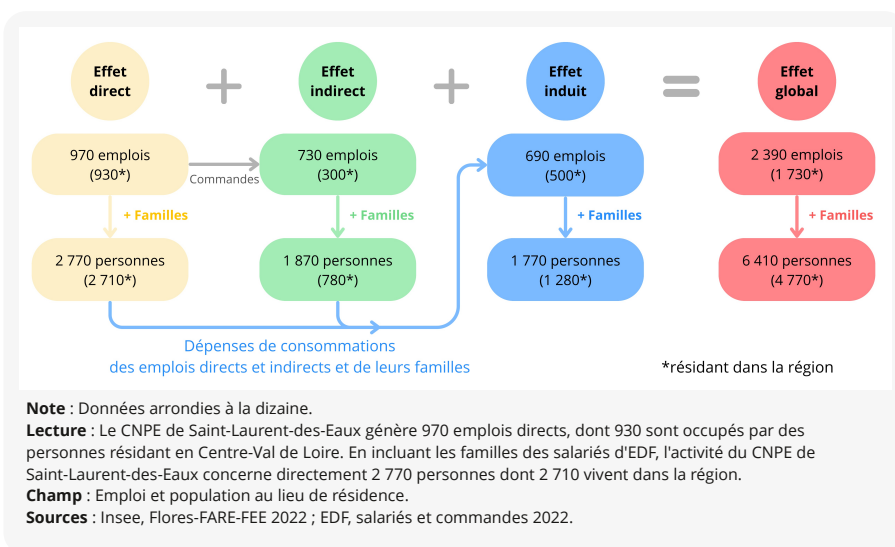 Effet
direct
Effet
indirect
Effet
induit
Effet
global
970 emplois
(930*)
Commandes
730 emplois
(300*)
690 emplois
(500*)
2 390 emplois
(1 730*)
+ Familles
+ Familles
+ Familles
+ Familles
2 770 personnes
(2 710*)
1 870 personnes
(780*)
1 770 personnes
(1 280*)
6 410 personnes
(4 770*)
Dépenses de consommations
des emplois directs et indirects et de leurs familles
*résidant dans la région
Note : Données arrondies à la dizaine.
Lecture : Le CNPE de Saint-Laurent-des-Eaux génère 970 emplois directs, dont 930 sont occupés par des
personnes résidant en Centre-Val de Loire. En incluant les familles des salariés d'EDF, l'activité du CNPE de
Saint-Laurent-des-Eaux concerne directement 2 770 personnes dont 2 710 vivent dans la région.
Champ : Emploi et population au lieu de résidence.
Sources : Insee, Flores-FARE-FEE 2022 ; EDF, salariés et commandes 2022.